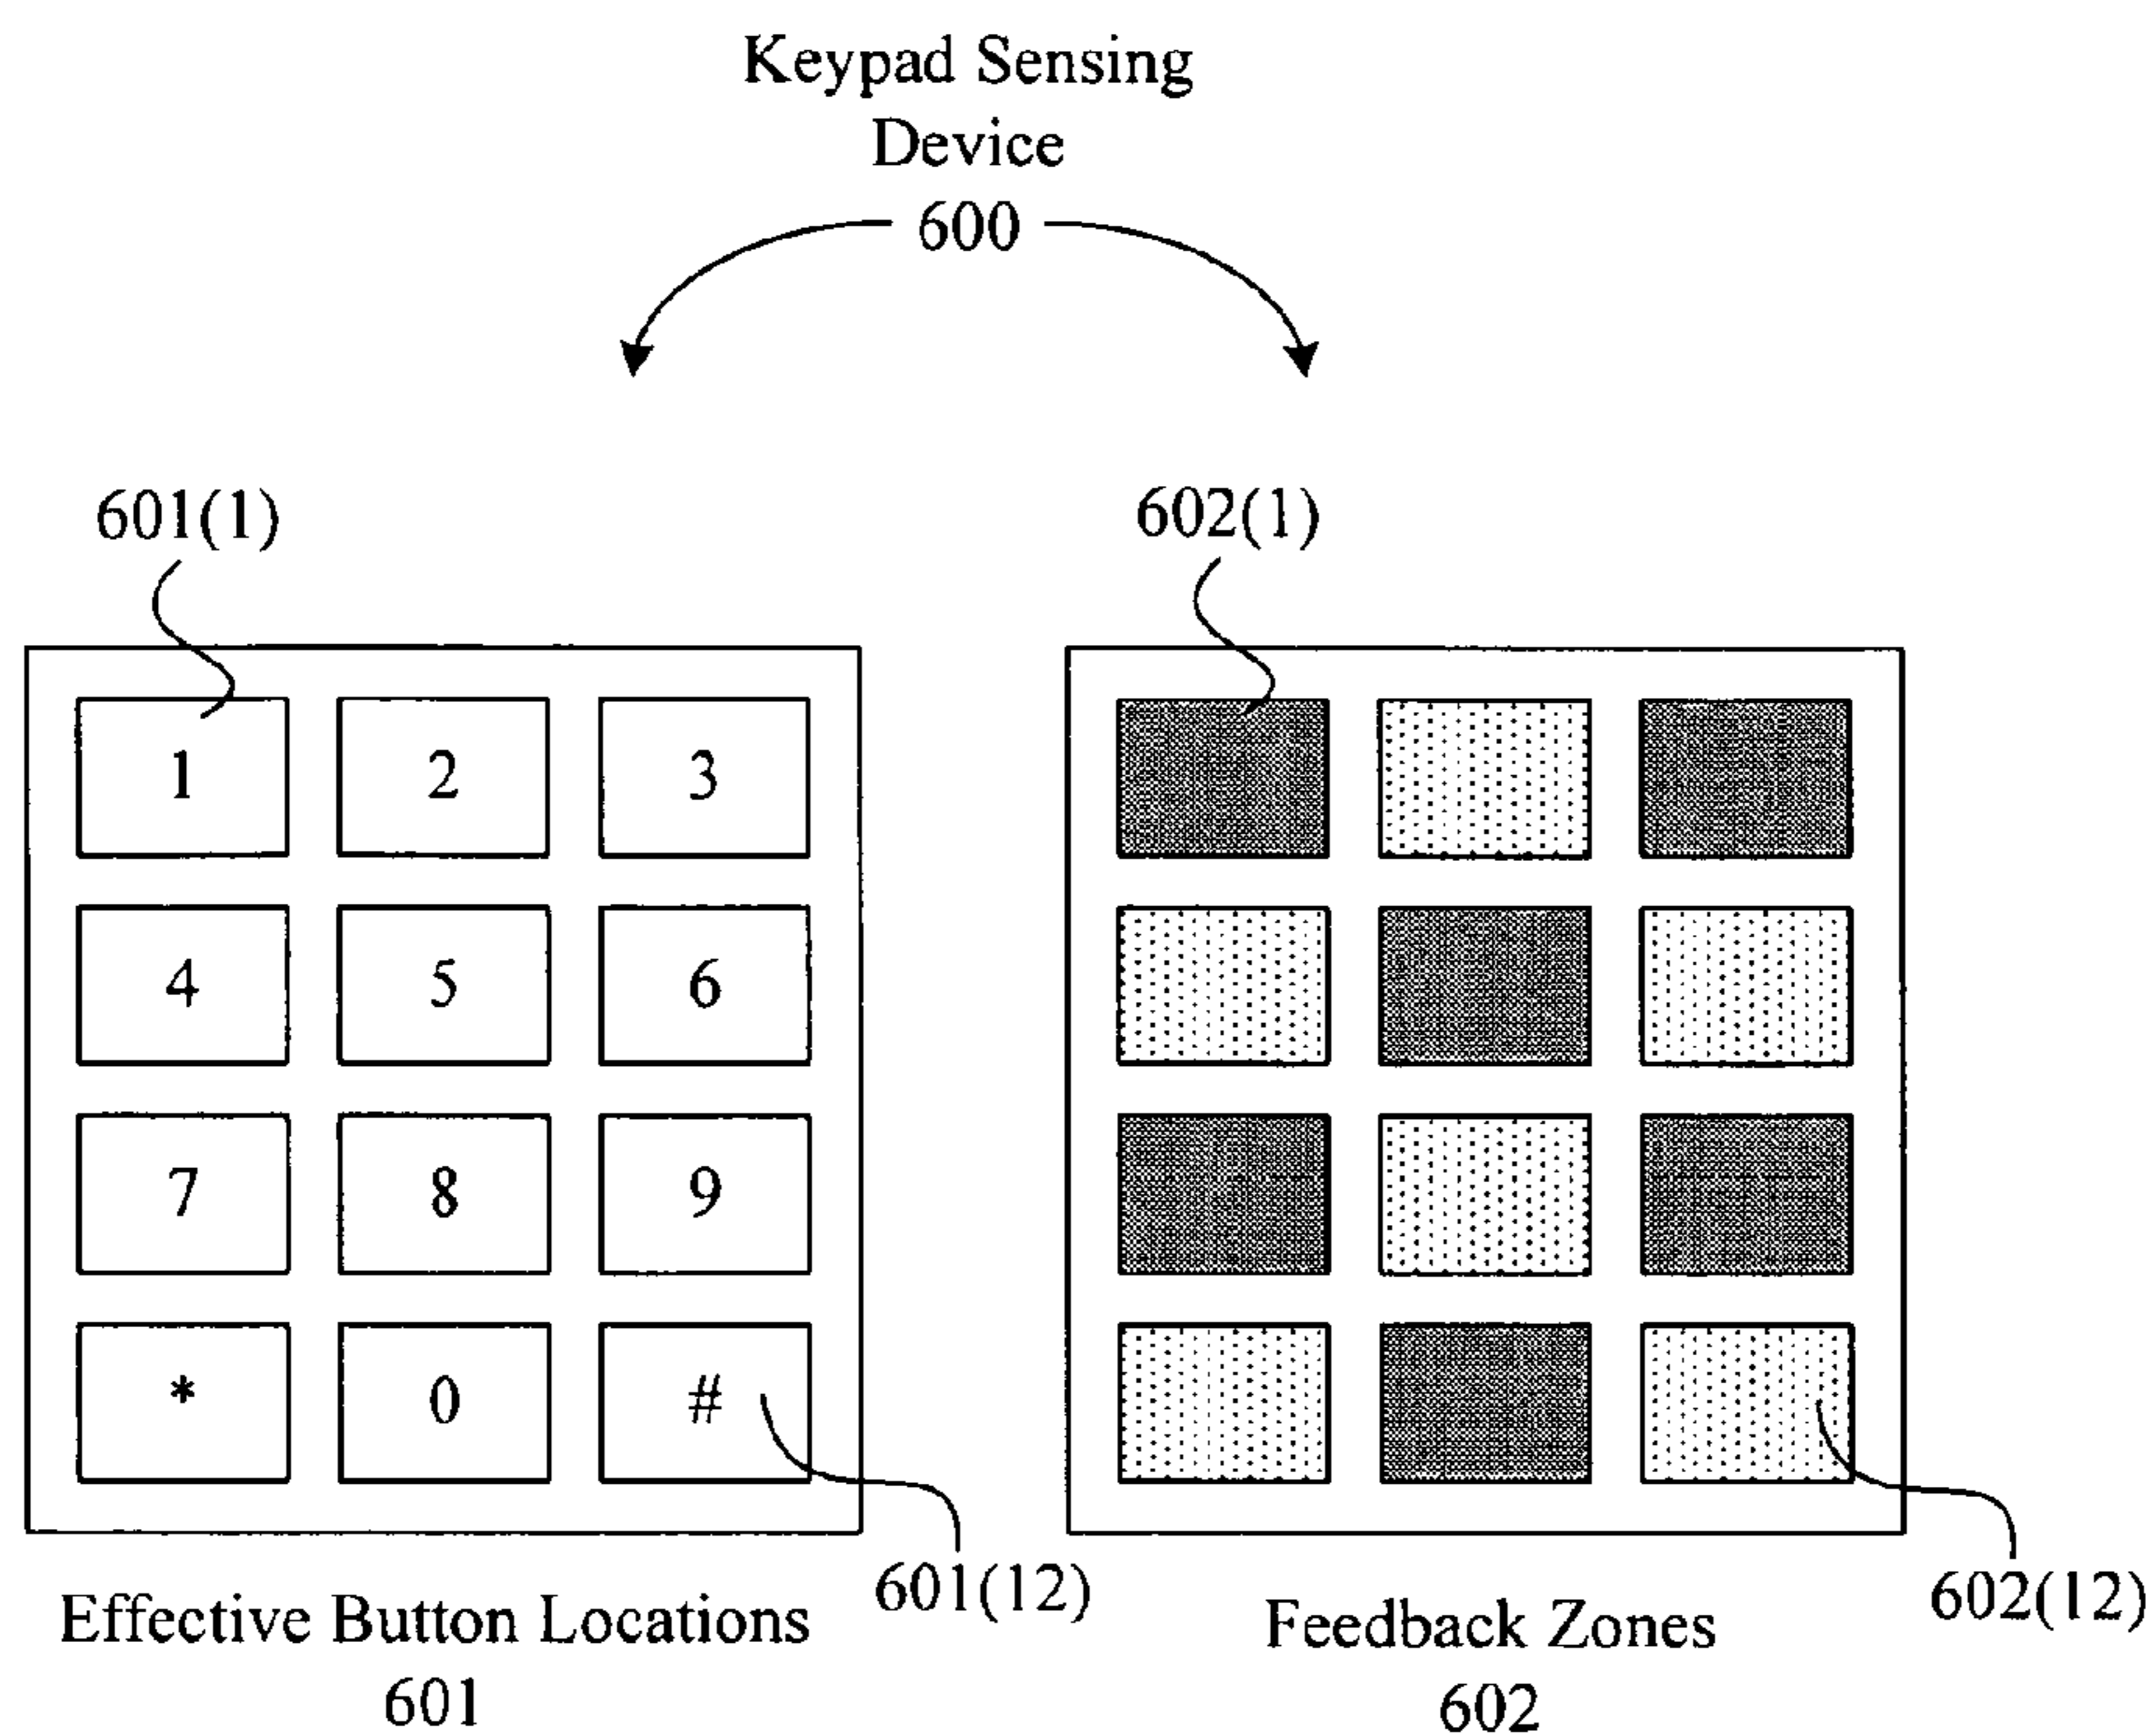 Keypad Sensing
Device
600
601(1)
602(1)
1 2 3
4 5 6
7 8 9
* 0 #
601(12)
602(12)
Effective Button Locations
601
Feedback Zones
602